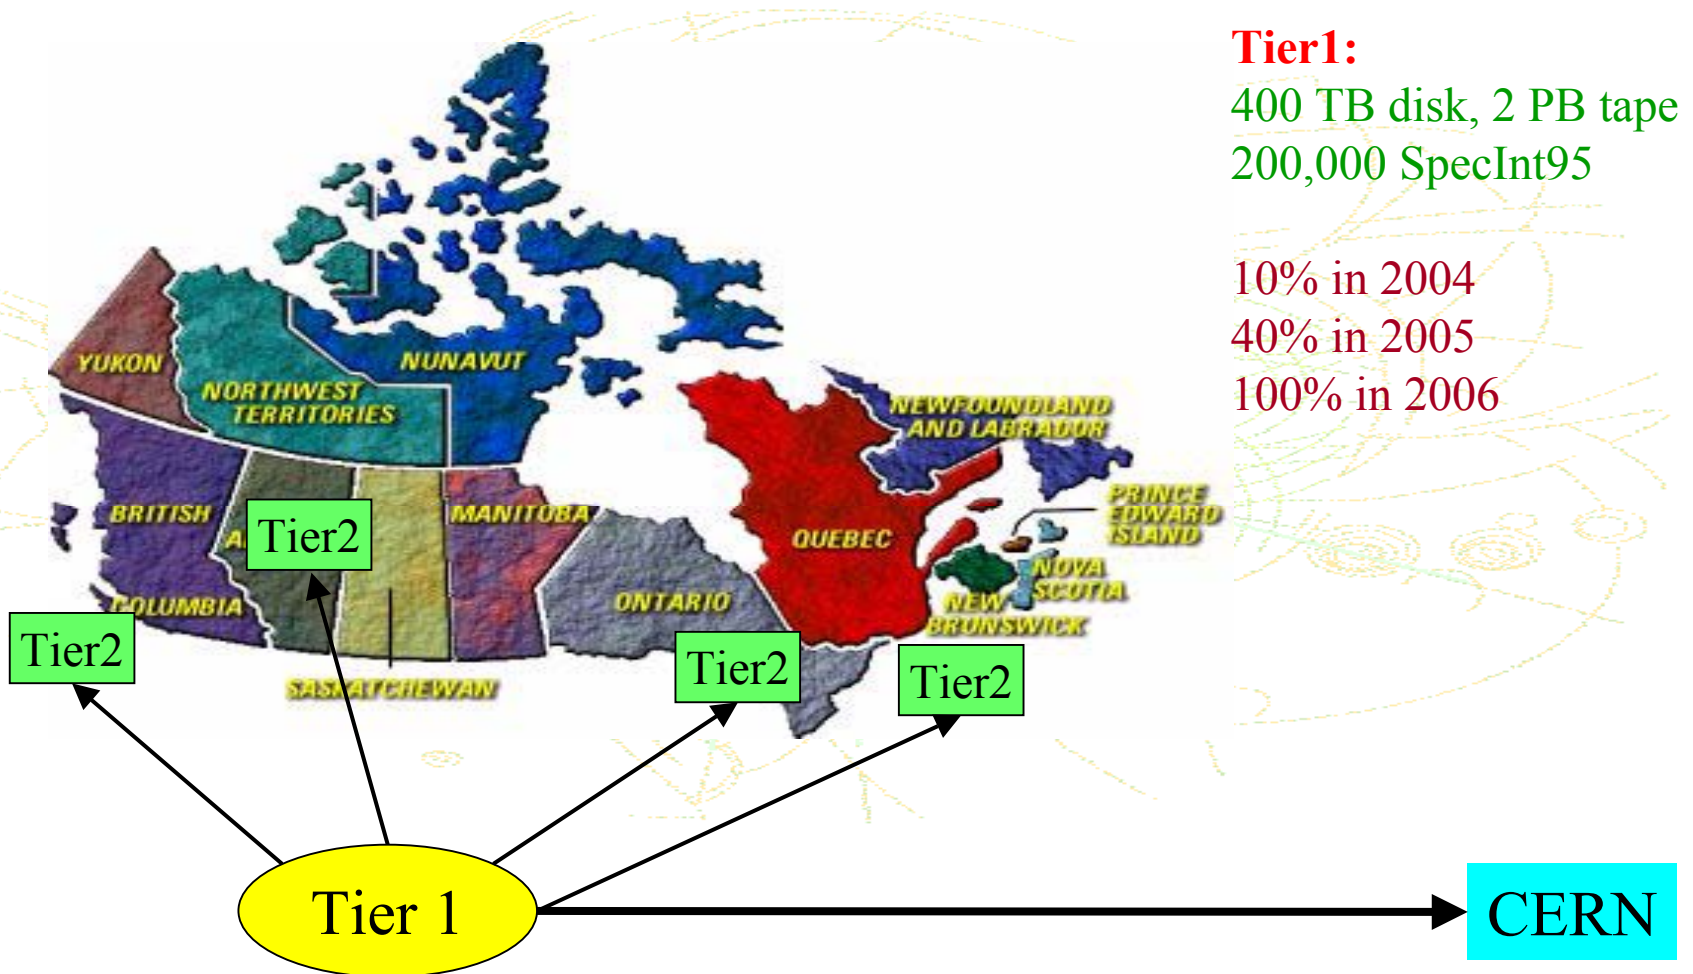 Tier1:
400 TB disk, 2 PB tape
200,000 SpecInt95
10% in 2004
40% in 2005
100% in 2006
YUKON
NORTHWEST
TERRITORIES
NUNAVUT
NEWFOUNDLAND
AND LABRADOR
BRITISH
COLUMBIA
A
Tier2
MANITOBA
QUEBEC
PRINCE
EDWARD
ISLAND
NOVA
SCOTIA
NEW
BRUNSWICK
ONTARIO
SASKATCHEWAN
Tier2
Tier2
Tier2
Tier 1
CERN